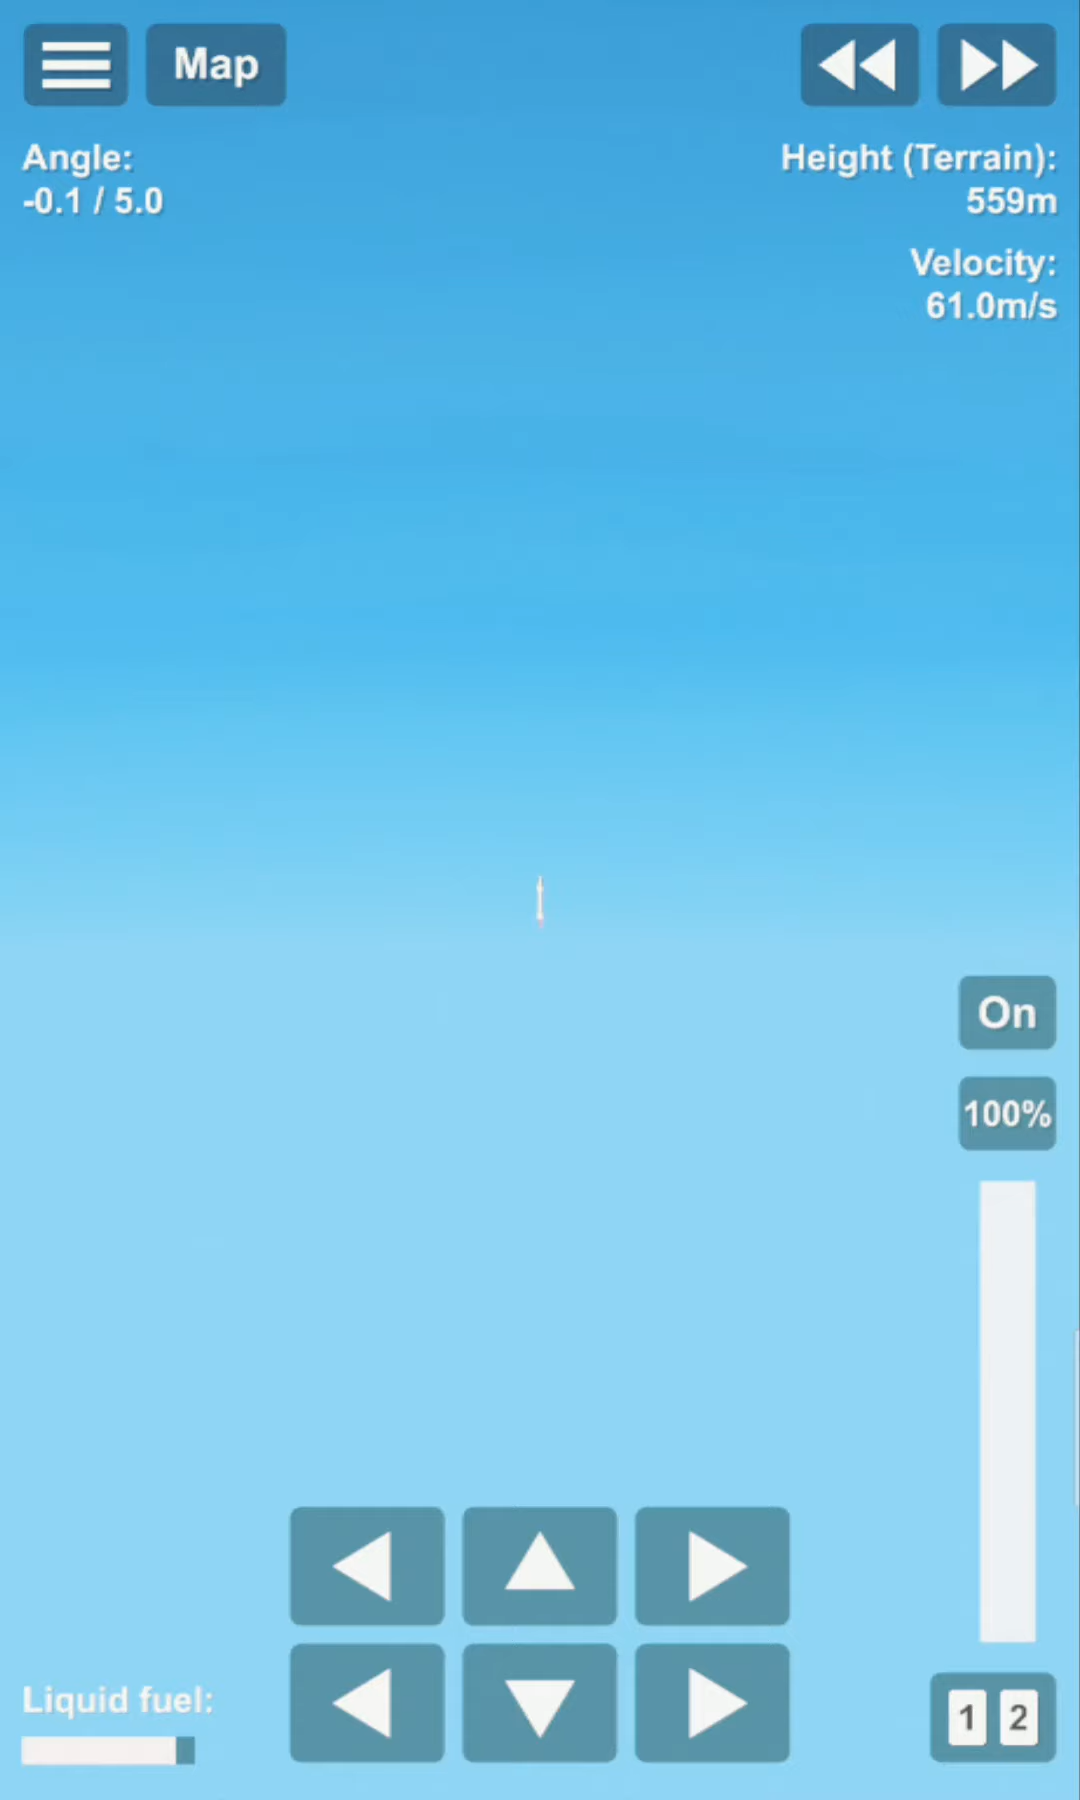 Map
Angle:
-0.1 / 5.0
Height (Terrain):
559m
Velocity:
61.0m/s
On
100%
Liquid fuel:
1 2